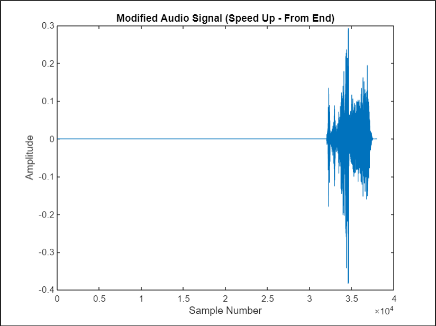 Modified Audio Signal (Speed Up - From End)
0.3
0.2
0.1
0
-0.1
-0.2
-0.3
-0.4
Amplitude
0 0.5 1 1.5 2 2.5 3 3.5 4
Sample Number
×10⁴